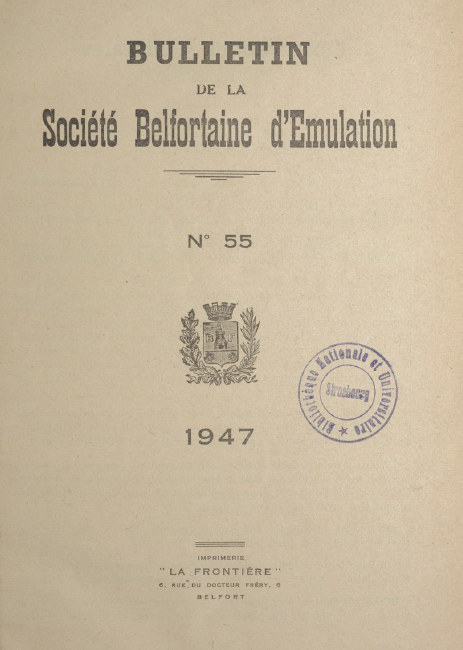 BULLETIN
DE LA
Société Belfortaine d'Emulation
N° 55
Bibliothèque Nationale et Universitaire
Strasbourg
1947
IMPRIMERIE
" LA FRONTIÈRE "
6, RUE DU DOCTEUR FRÉRY, 6
BELFORT